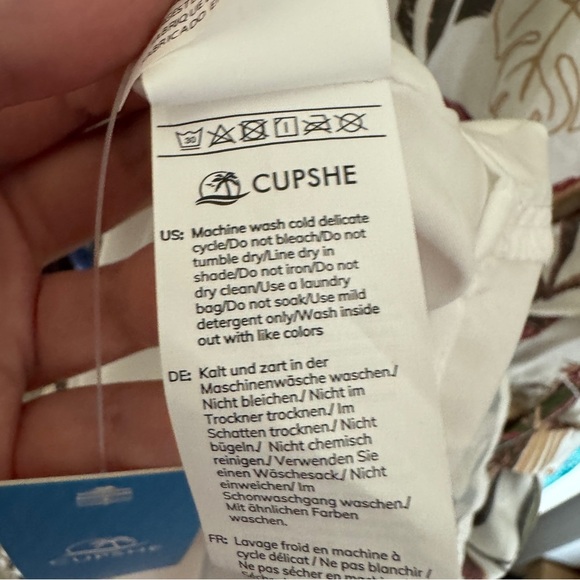 30
CUPSHE
US: Machine wash cold delicate
cycle/Do not bleach/Do not
tumble dry/Line dry in
shade/Do not iron/Do not
dry clean/Use a laundry
bag/Do not soak/Use mild
detergent only/Wash inside
out with like colors
DE: Kalt und zart in der
Maschinenwäsche waschen./
Nicht bleichen./ Nicht im
Trockner trocknen./ Im
Schatten trocknen./ Nicht
bügeln./ Nicht chemisch
reinigen./ Verwenden Sie
einen Wäschesack./ Nicht
einweichen/ Im
Schonwaschgang waschen./
Mit ähnlichen Farben
waschen.
FR: Lavage froid en machine à
cycle délicat / Ne pas blanchir /
Ne pas sécher en
CUPSHE